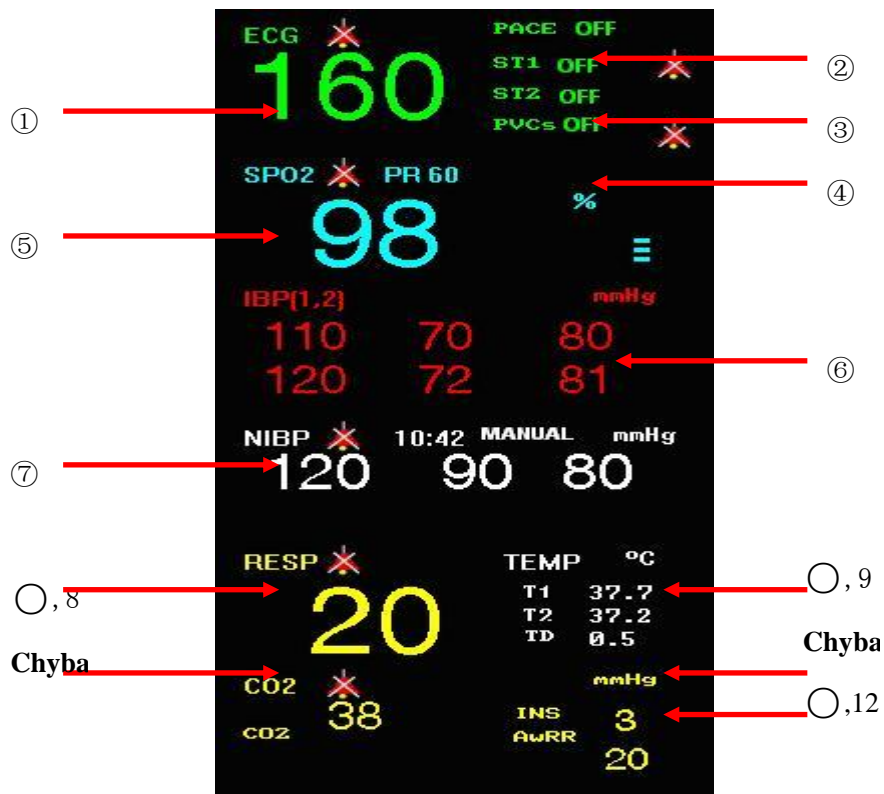 ECG PACE OFF
160 ST1 OFF
②
ST2 OFF
① PVCs OFF
③
SPO2 PR 60
④
98 %
⑤
IBP(1,2) mmHg
110 70 80
⑥
120 72 81
NIBP 10:42 MANUAL mmHg
⑦ 120 90 80
RESP TEMP ºC
◯,8 20 T1 37.7 ◯,9
T2 37.2
TD 0.5
Chyba Chyba
CO2 mmHg
38 INS 3 ◯,12
CO2 AwRR
20